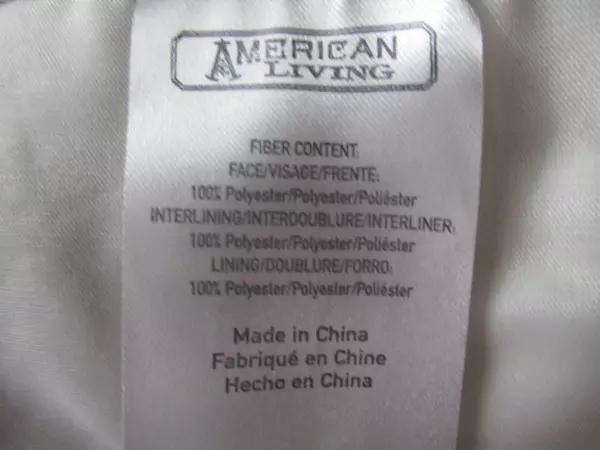 AMERICAN
LIVING
FIBER CONTENT:
FACE/VISAGE/FRENTE:
100% Polyester/Polyester/Poliéster
INTERLINING/INTERDOUBLURE/INTERLINER:
100% Polyester/Polyester/Poliéster
LINING/DOUBLURE/FORRO:
100% Polyester/Polyester/Poliéster
Made in China
Fabriqué en Chine
Hecho en China